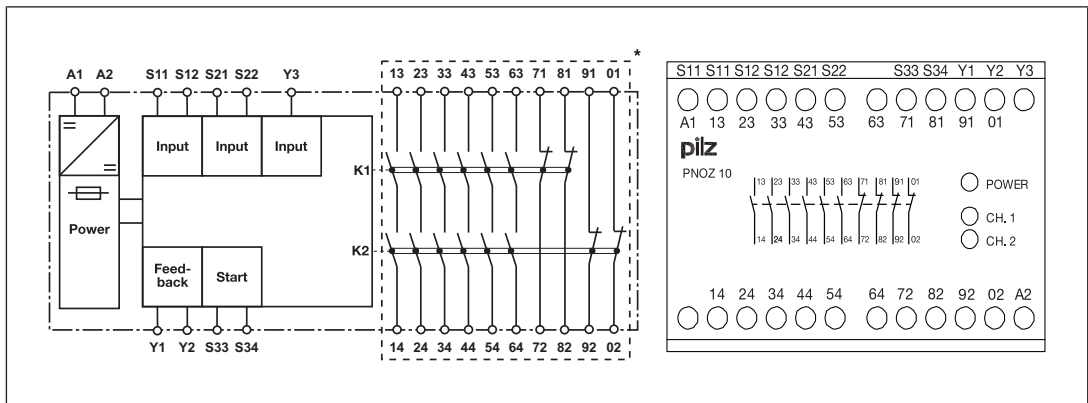 A1 A2 S11 S12 S21 S22 Y3 13 23 33 43 53 63 71 81 91 01 *
Input Input Input
Power
K1
K2
Feed-
back
Start
Y1 Y2 S33 S34 14 24 34 44 54 64 72 82 92 02
S11 S11 S12 S12 S21 S22 S33 S34 Y1 Y2 Y3
A1 13 23 33 43 53 63 71 81 91 01
pilz
PNOZ 10
13 23 33 43 53 63 71 81 91 01
14 24 34 44 54 64 72 82 92 02
POWER
CH. 1
CH. 2
14 24 34 44 54 64 72 82 92 02 A2